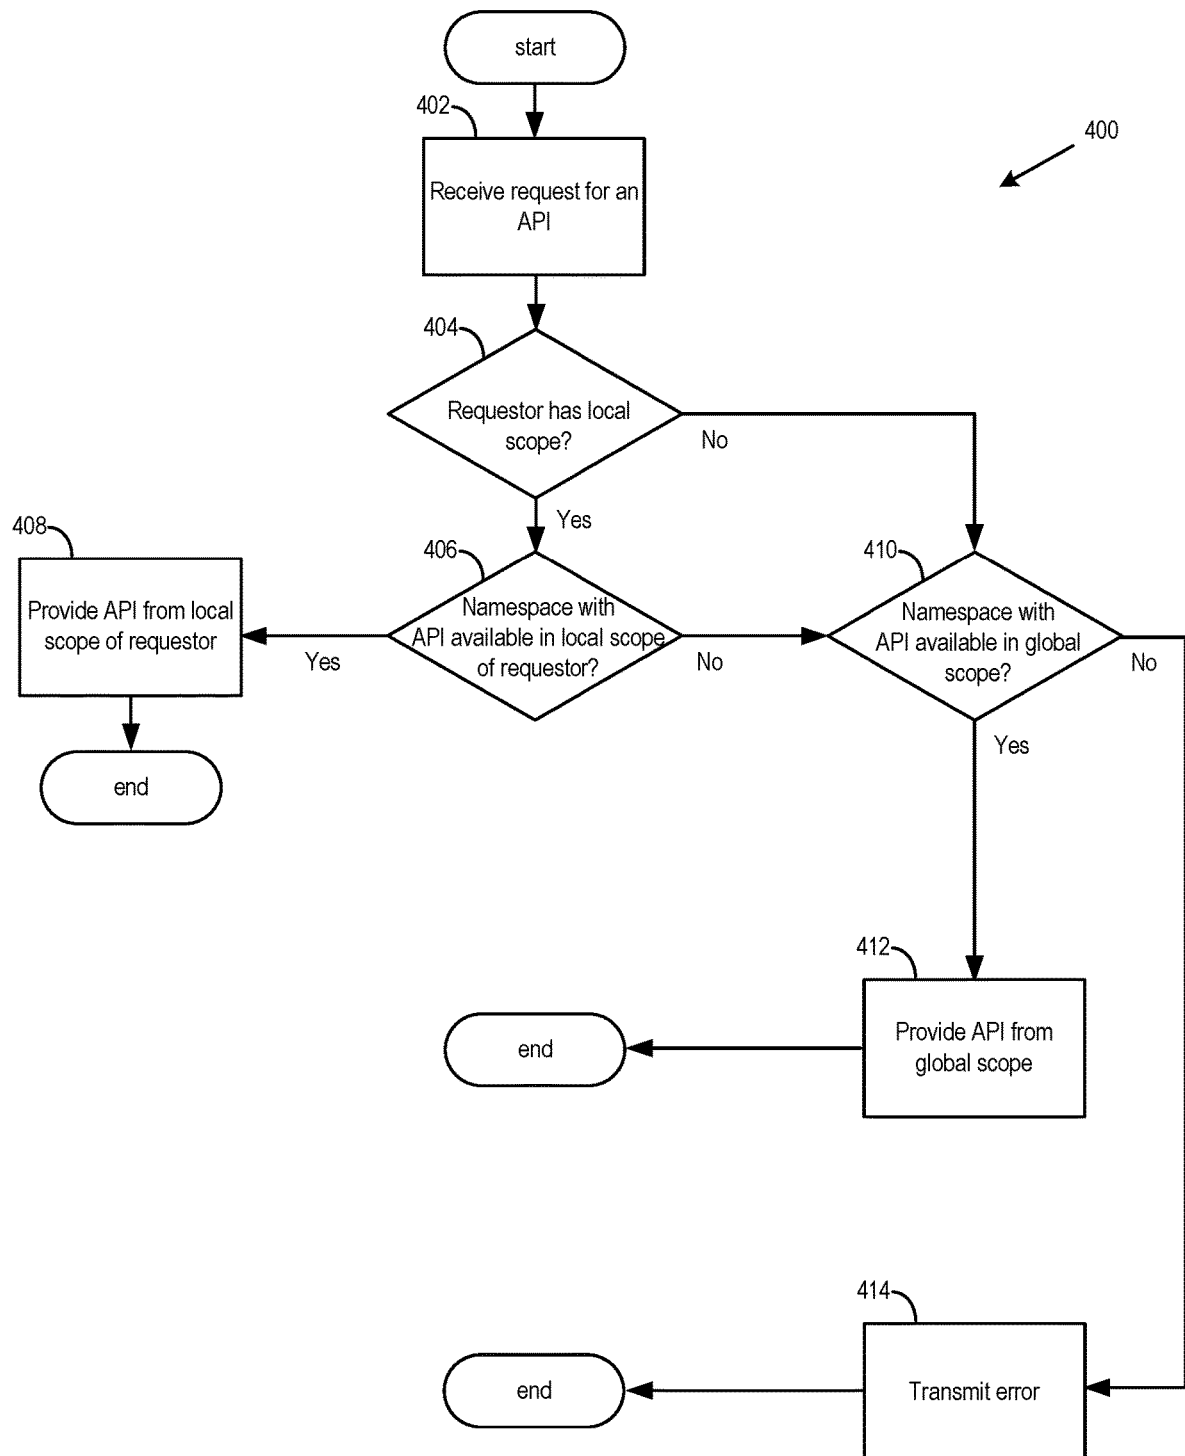 start
402
400
Receive request for an
API
404
Requestor has local
scope?
No
Yes
408
406
410
Provide API from local
scope of requestor
Namespace with
API available in local scope
of requestor?
Namespace with
API available in global
scope?
Yes
No
No
Yes
end
412
Provide API from
global scope
end
414
Transmit error
end